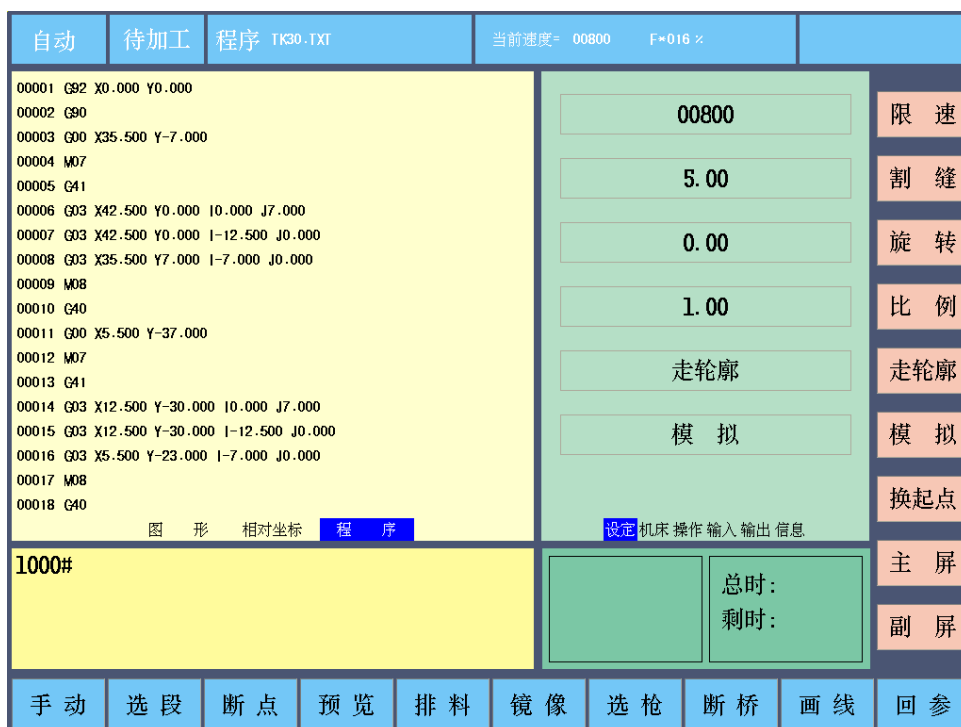 自动 待加工 程序 TK30.TXT 当前速度= 00800 F*016 %
00001 G92 X0.000 Y0.000
00002 G90
00003 G00 X35.500 Y-7.000
00004 M07
00005 G41
00006 G03 X42.500 Y0.000 I0.000 J7.000
00007 G03 X42.500 Y0.000 I-12.500 J0.000
00008 G03 X35.500 Y7.000 I-7.000 J0.000
00009 M08
00010 G40
00011 G00 X5.500 Y-37.000
00012 M07
00013 G41
00014 G03 X12.500 Y-30.000 I0.000 J7.000
00015 G03 X12.500 Y-30.000 I-12.500 J0.000
00016 G03 X5.500 Y-23.000 I-7.000 J0.000
00017 M08
00018 G40
图 形 相对坐标 程 序
00800
5.00
0.00
1.00
走轮廓
模 拟
设定 机床 操作 输入 输出 信息
限 速
割 缝
旋 转
比 例
走轮廓
模 拟
换起点
主 屏
副 屏
1000#
总时:
剩时:
手 动 选 段 断 点 预 览 排 料 镜 像 选 枪 断 桥 画 线 回 参